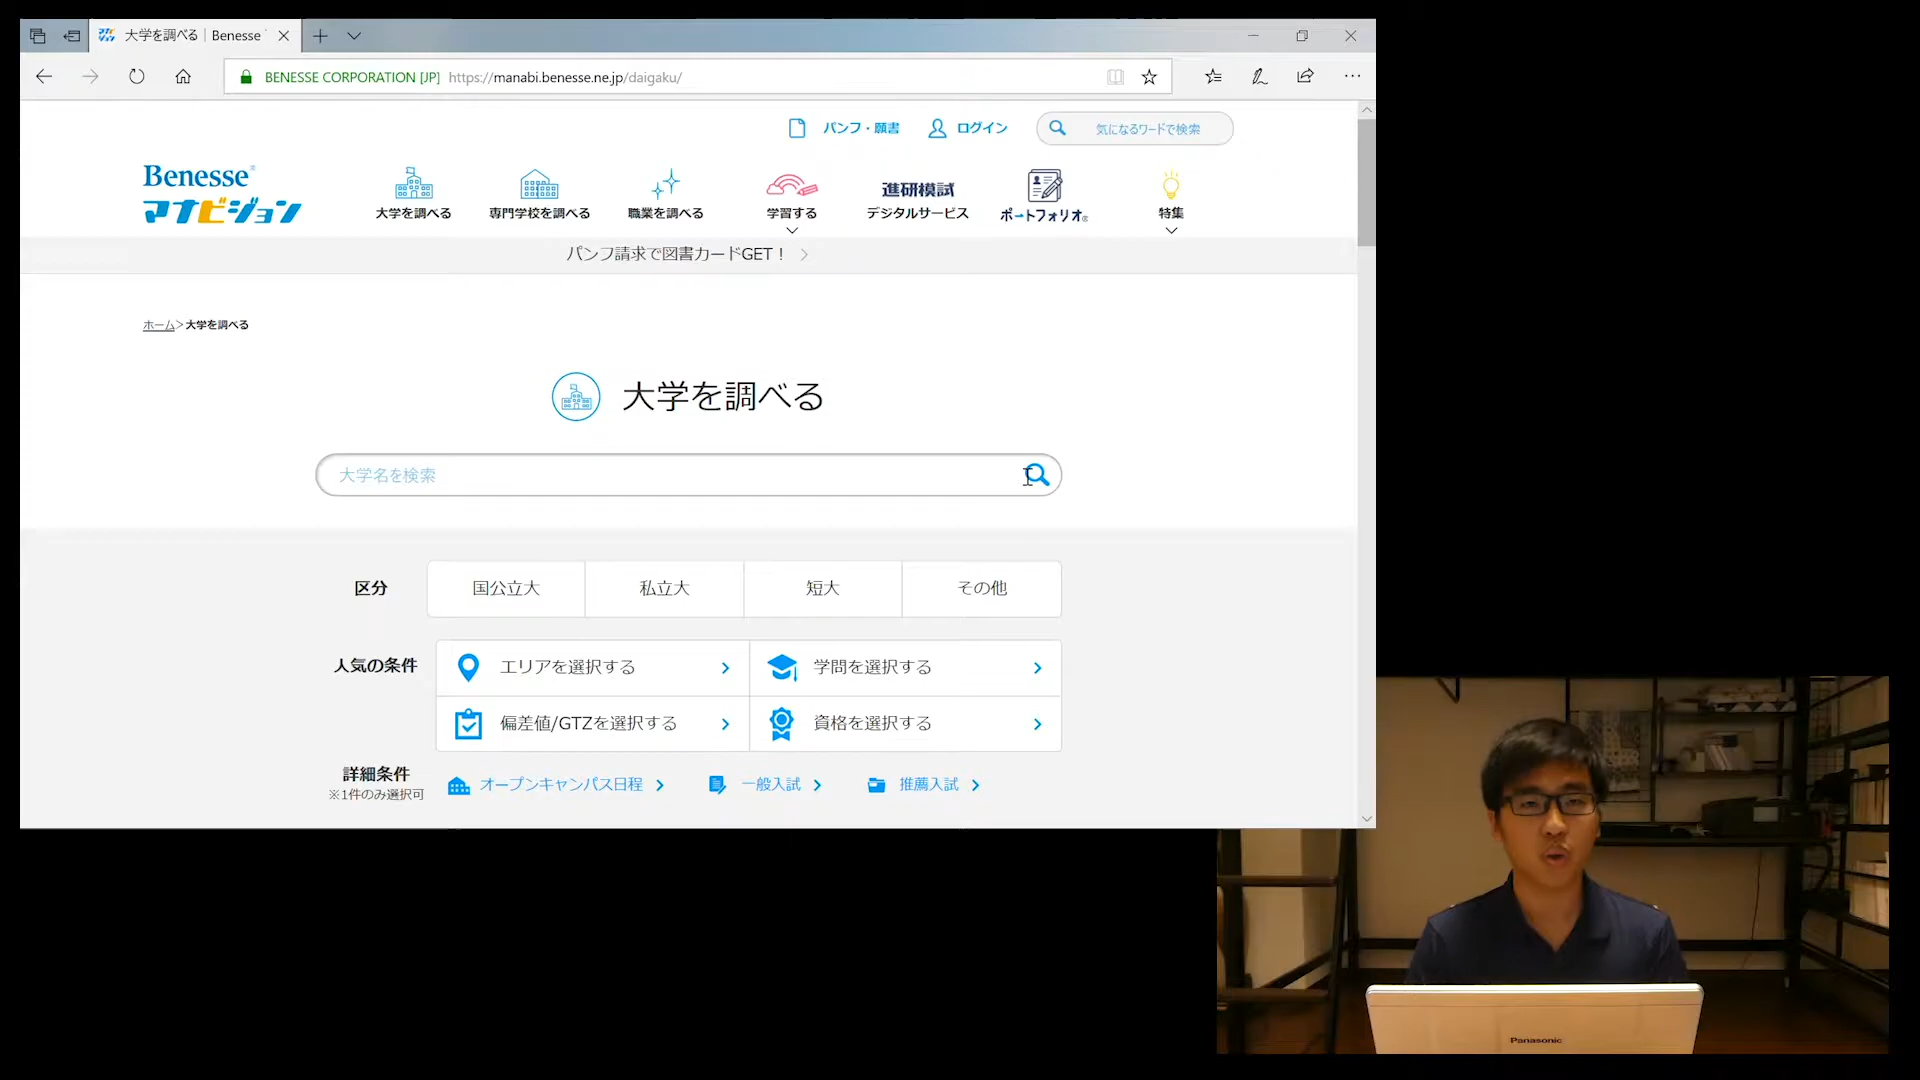 大学を調べる | Benesse
BENESSE CORPORATION [JP] https://manabi.benesse.ne.jp/daigaku/
パンフ・願書 ログイン 気になるワードで検索
Benesse®
マナビジョン
大学を調べる 専門学校を調べる 職業を調べる 学習する 進研模試 デジタルサービス ポートフォリオ® 特集
パンフ請求で図書カードGET！
ホーム>大学を調べる
大学を調べる
大学名を検索
区分 国公立大 私立大 短大 その他
人気の条件 エリアを選択する 学問を選択する
偏差値/GTZを選択する 資格を選択する
詳細条件 オープンキャンパス日程 一般入試 推薦入試
※1件のみ選択可
Panasonic